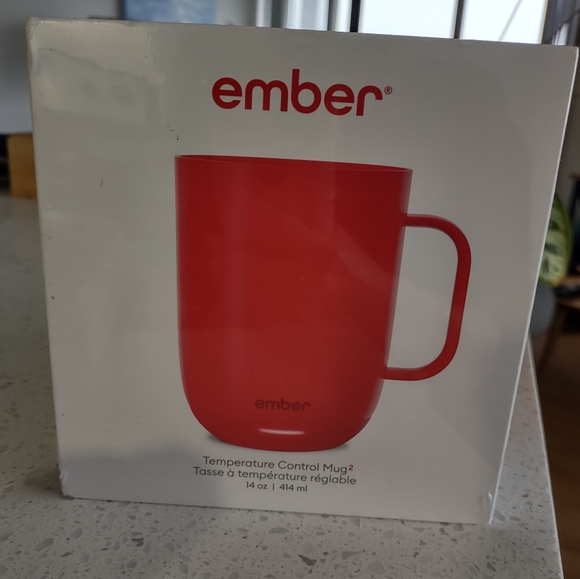 ember®
ember
Temperature Control Mug²
Tasse à température réglable
14 oz | 414 ml